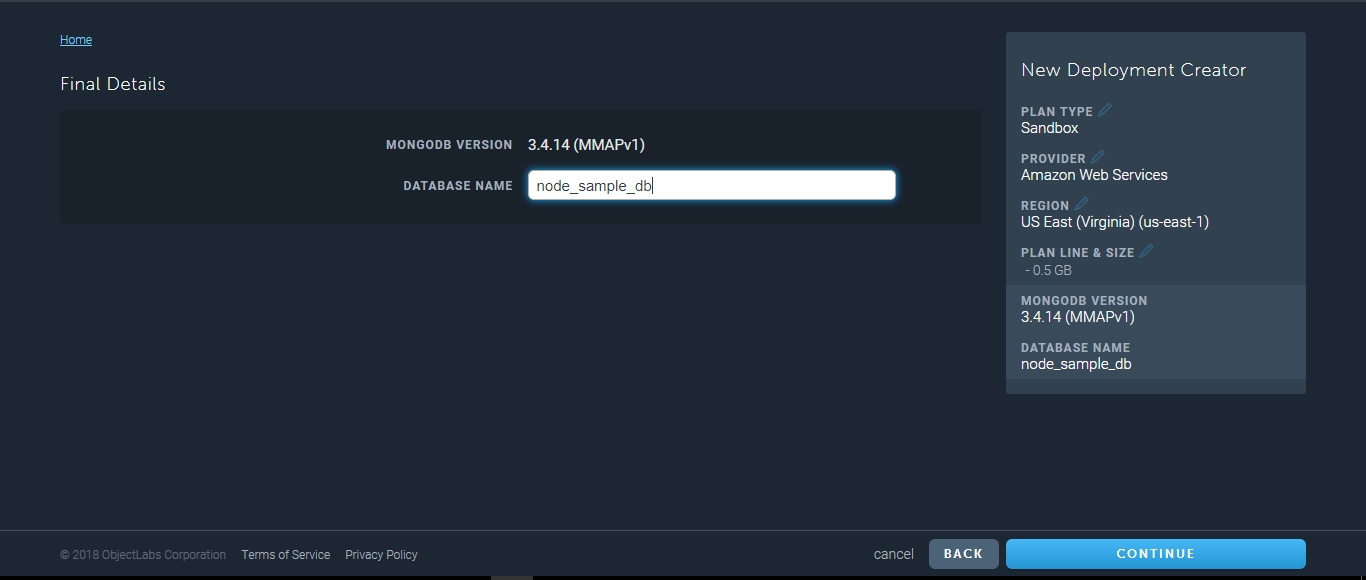 Home
Final Details
MONGODB VERSION 3.4.14 (MMAPv1)
DATABASE NAME node_sample_db
New Deployment Creator
PLAN TYPE
Sandbox
PROVIDER
Amazon Web Services
REGION
US East (Virginia) (us-east-1)
PLAN LINE & SIZE
- 0.5 GB
MONGODB VERSION
3.4.14 (MMAPv1)
DATABASE NAME
node_sample_db
© 2018 ObjectLabs Corporation Terms of Service Privacy Policy cancel BACK CONTINUE